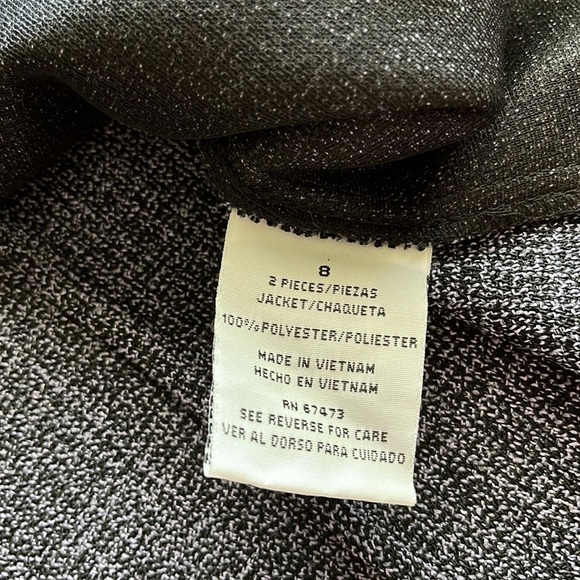 8
2 PIECES/PIEZAS
JACKET/CHAQUETA
100% POLYESTER/POLIESTER
MADE IN VIETNAM
HECHO EN VIETNAM
RN 67473
SEE REVERSE FOR CARE
VER AL DORSO PARA CUIDADO